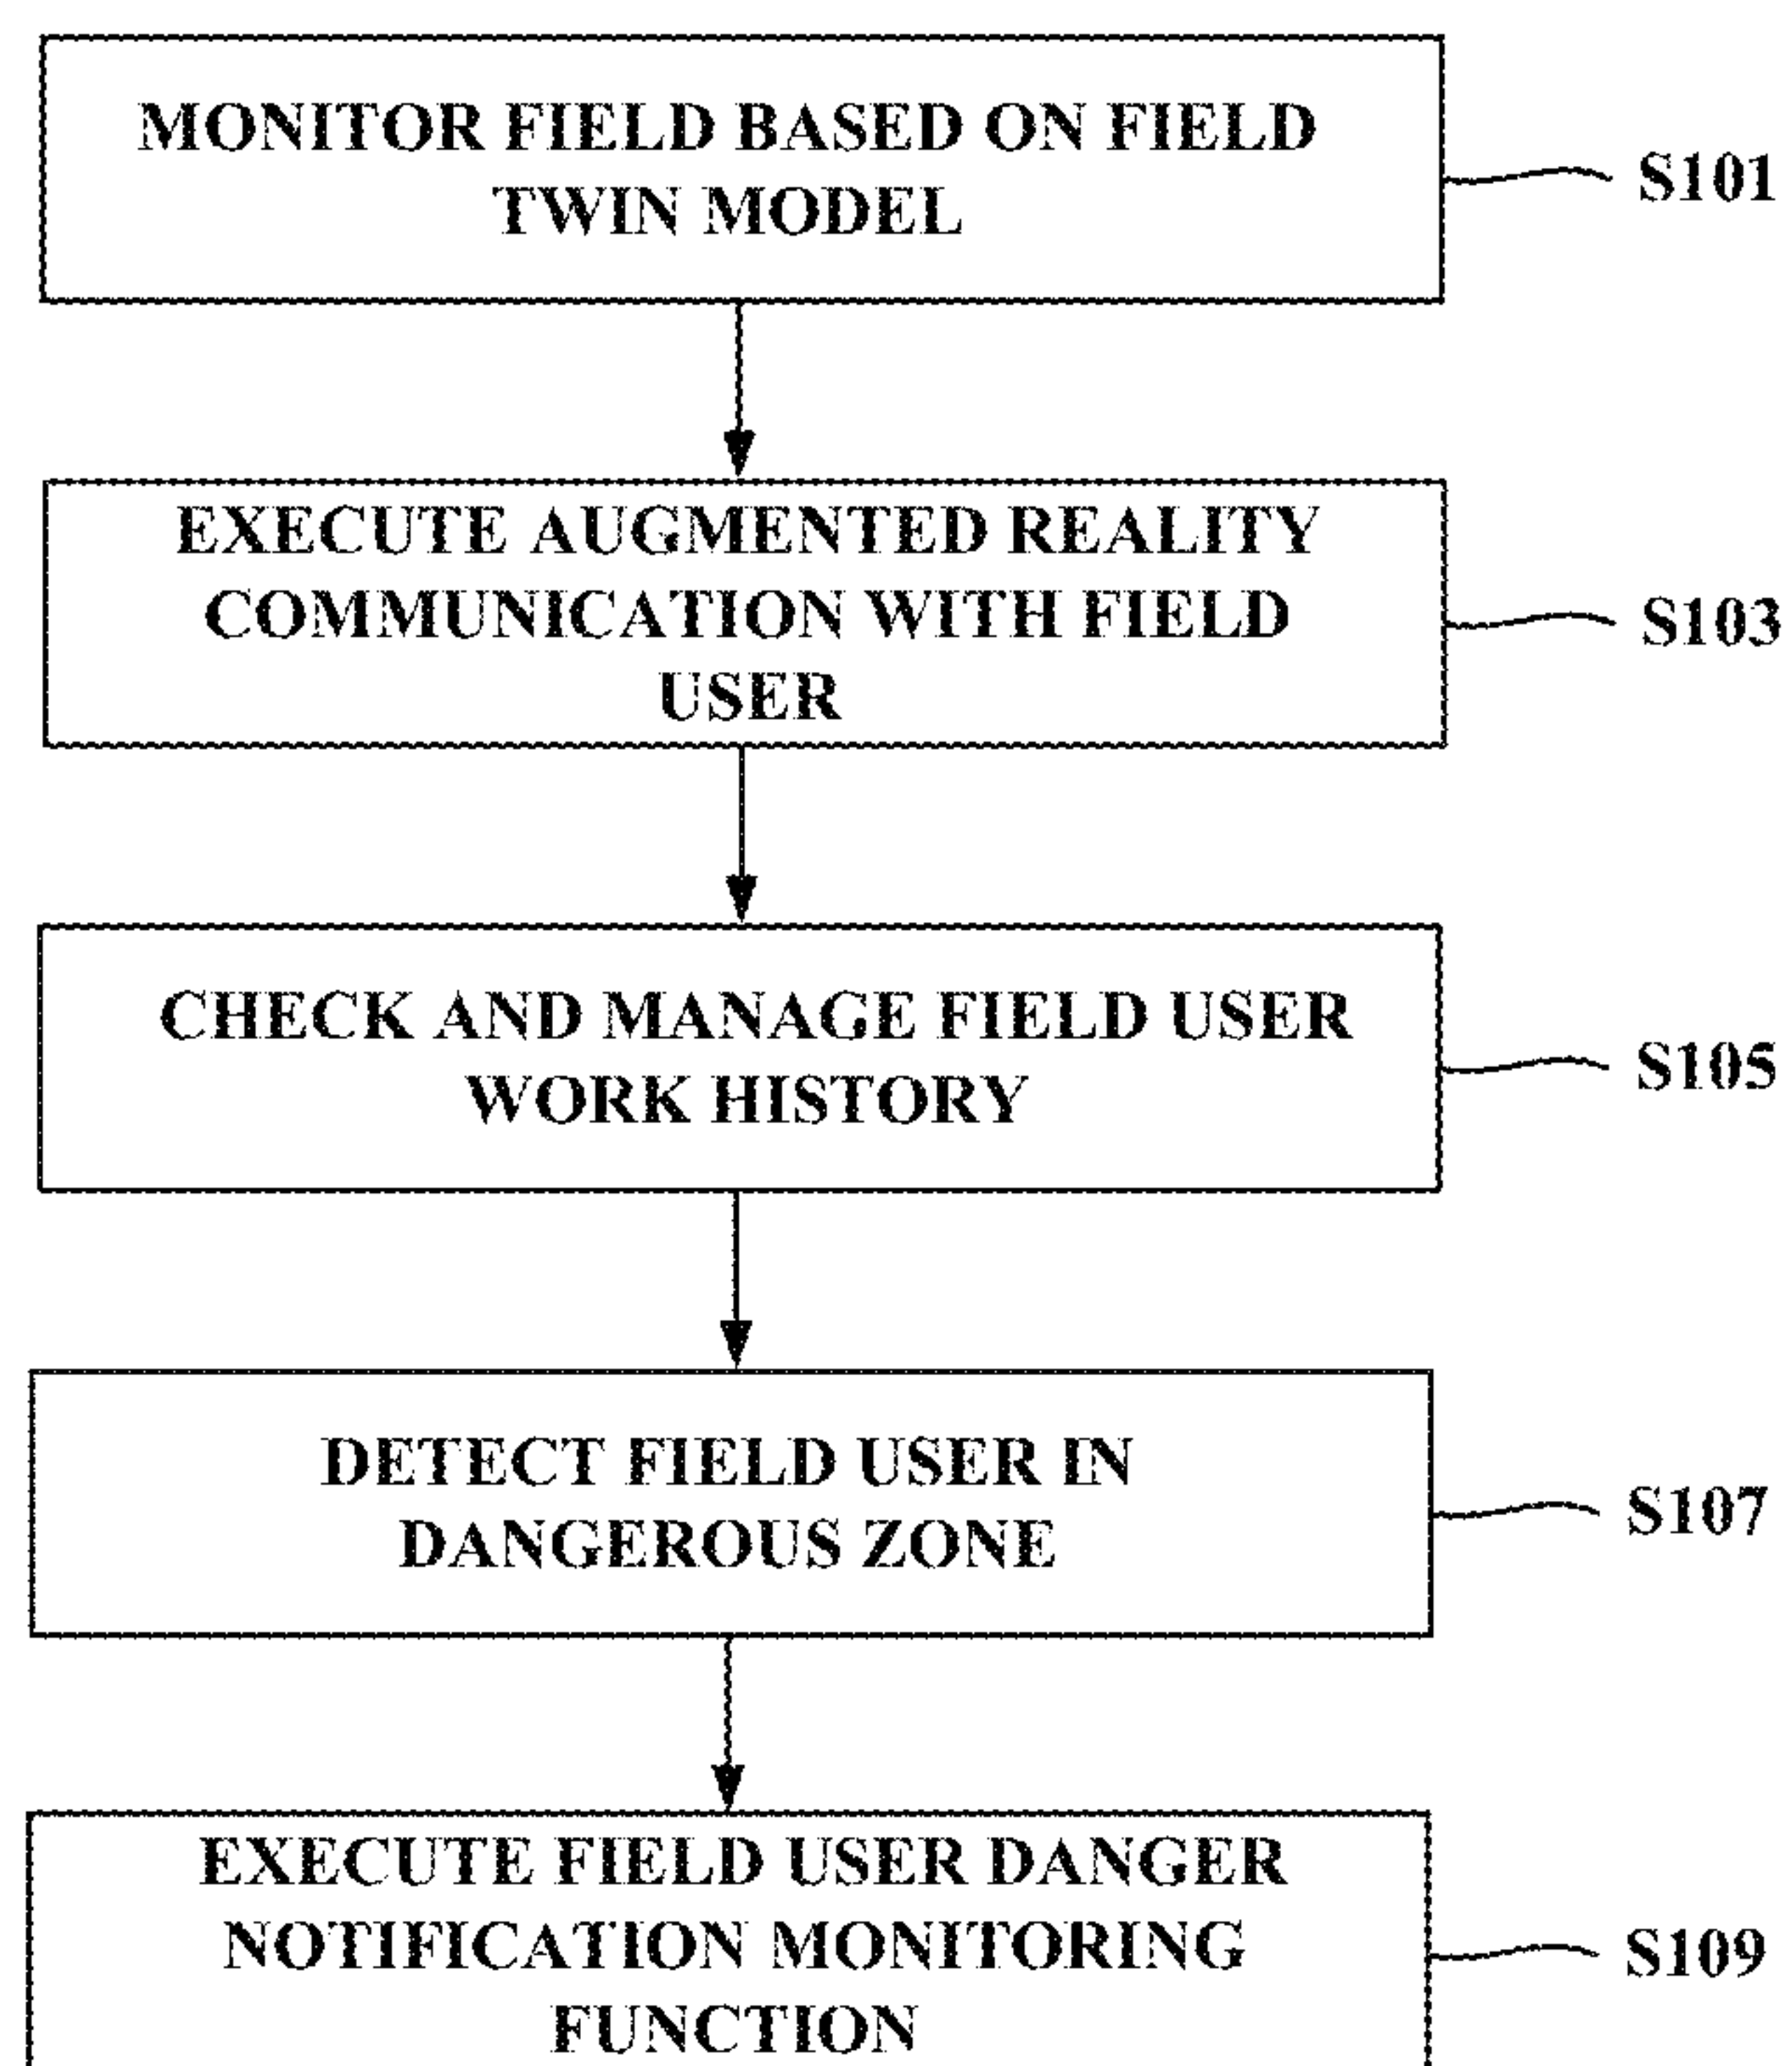 MONITOR FIELD BASED ON FIELD
TWIN MODEL
S101
EXECUTE AUGMENTED REALITY
COMMUNICATION WITH FIELD
USER
S103
CHECK AND MANAGE FIELD USER
WORK HISTORY
S105
DETECT FIELD USER IN
DANGEROUS ZONE
S107
EXECUTE FIELD USER DANGER
NOTIFICATION MONITORING
FUNCTION
S109